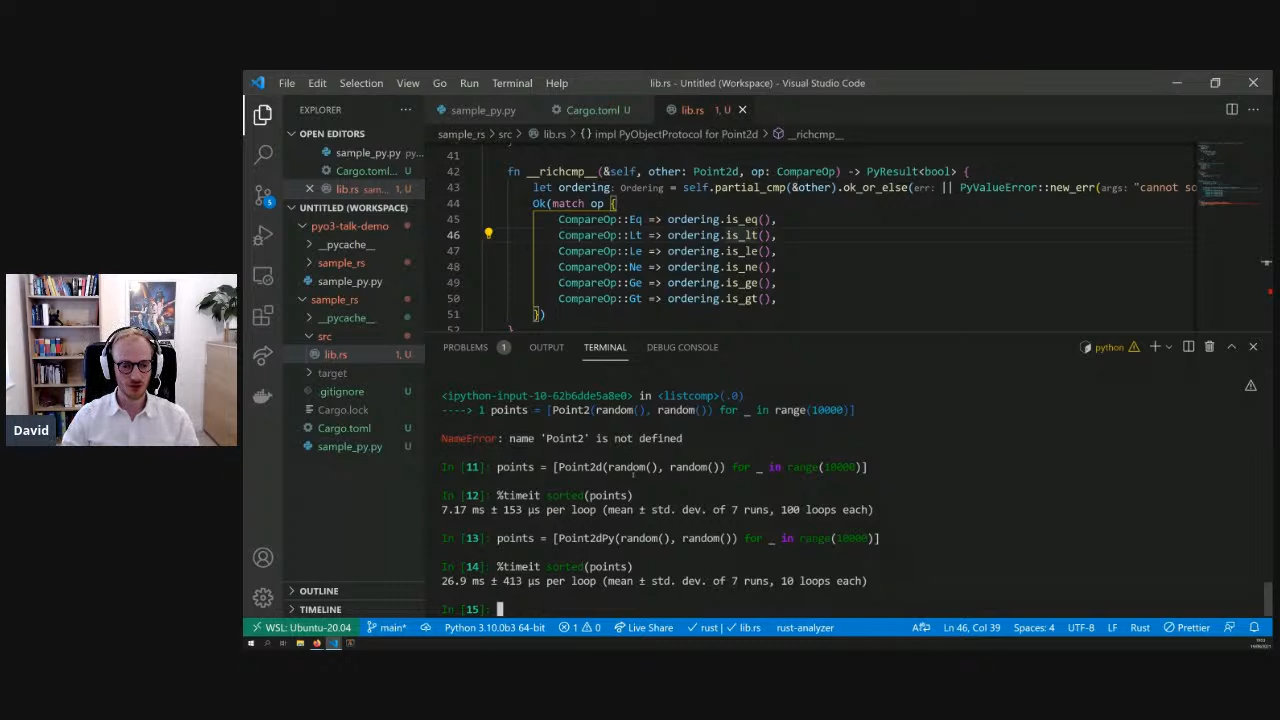 File Edit Selection View Go Run Terminal Help
lib.rs - Untitled (Workspace) - Visual Studio Code
EXPLORER
OPEN EDITORS
sample_py.py py...
Cargo.toml...
lib.rs sam... 1, U
UNTITLED (WORKSPACE)
pyo3-talk-demo
__pycache__
sample_rs
sample_py.py
sample_rs
__pycache__
src
lib.rs 1, U
target
.gitignore
Cargo.lock
Cargo.toml
sample_py.py
OUTLINE
TIMELINE
5
sample_py.py
Cargo.toml U
lib.rs 1, U
sample_rs > src > lib.rs > {} impl PyObjectProtocol for Point2d > __richcmp__
41 }
42 fn __richcmp__(&self, other: Point2d, op: CompareOp) -> PyResult<bool> {
43 let ordering: Ordering = self.partial_cmp(&other).ok_or_else(err: || PyValueError::new_err(args: "cannot so
44 Ok(match op {
45 CompareOp::Eq => ordering.is_eq(),
46 CompareOp::Lt => ordering.is_lt(),
47 CompareOp::Le => ordering.is_le(),
48 CompareOp::Ne => ordering.is_ne(),
49 CompareOp::Ge => ordering.is_ge(),
50 CompareOp::Gt => ordering.is_gt(),
51 })
52 }
PROBLEMS 1 OUTPUT TERMINAL DEBUG CONSOLE
python
<ipython-input-10-62b6dde5a8e0> in <listcomp>(.0)
----> 1 points = [Point2(random(), random()) for _ in range(10000)]
NameError: name 'Point2' is not defined
In [11]: points = [Point2d(random(), random()) for _ in range(10000)]
In [12]: %timeit sorted(points)
7.17 ms ± 153 µs per loop (mean ± std. dev. of 7 runs, 100 loops each)
In [13]: points = [Point2dPy(random(), random()) for _ in range(10000)]
In [14]: %timeit sorted(points)
26.9 ms ± 413 µs per loop (mean ± std. dev. of 7 runs, 10 loops each)
In [15]:
David
WSL: Ubuntu-20.04 main* Python 3.10.0b3 64-bit 1 0 Live Share rust | lib.rs rust-analyzer Ln 46, Col 39 Spaces: 4 UTF-8 LF Rust Prettier